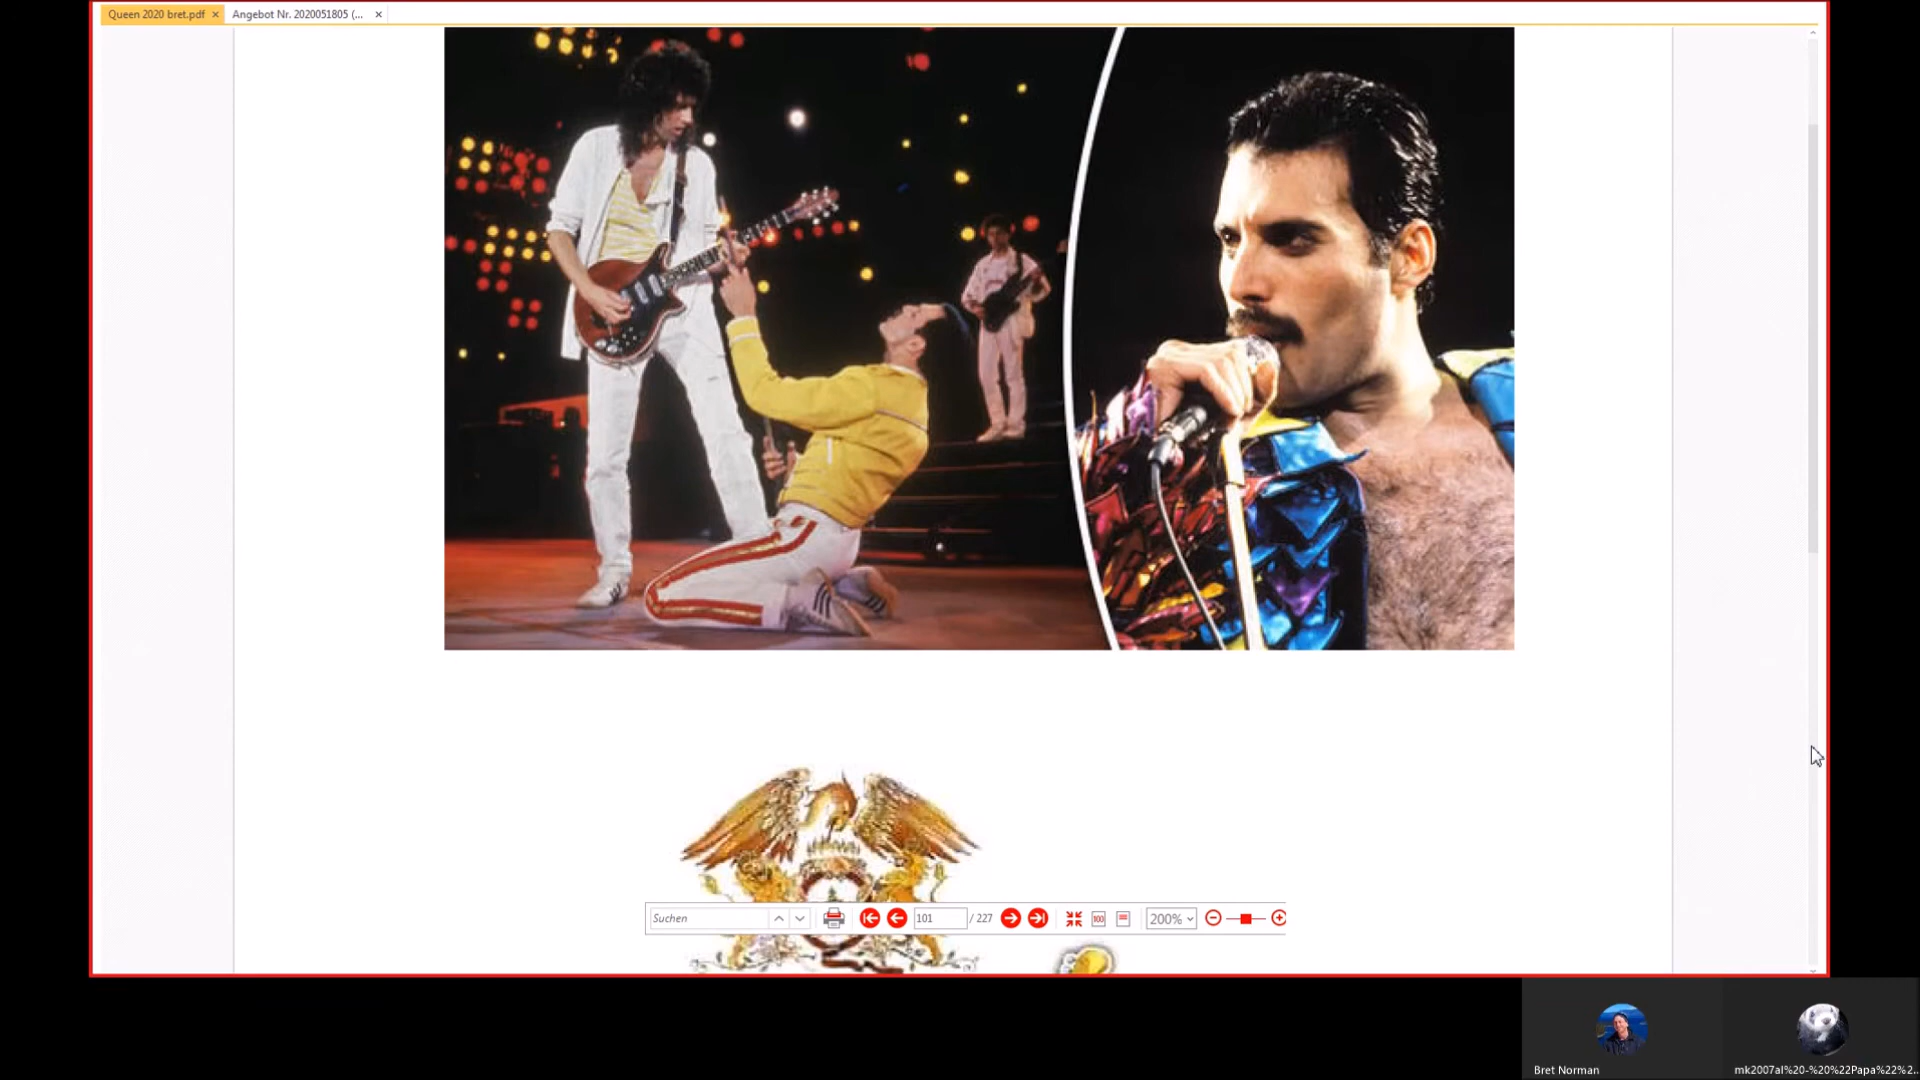 Queen 2020 bret.pdf
Angebot Nr. 2020051805 (...
Suchen
101
/ 227
100
200%
Bret Norman
mk2007al%20-%20%22Papa%22%2...